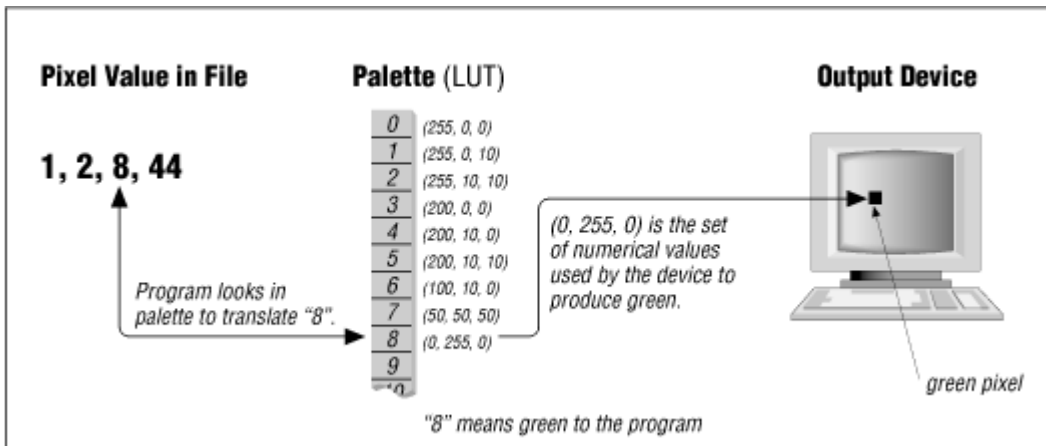 Pixel Value in File
Palette (LUT)
Output Device
1, 2, 8, 44
0 (255, 0, 0)
1 (255, 0, 10)
2 (255, 10, 10)
3 (200, 0, 0)
4 (200, 10, 0)
5 (200, 10, 10)
6 (100, 10, 0)
7 (50, 50, 50)
8 (0, 255, 0)
9
10
Program looks in
palette to translate “8”.
(0, 255, 0) is the set
of numerical values
used by the device to
produce green.
green pixel
“8” means green to the program